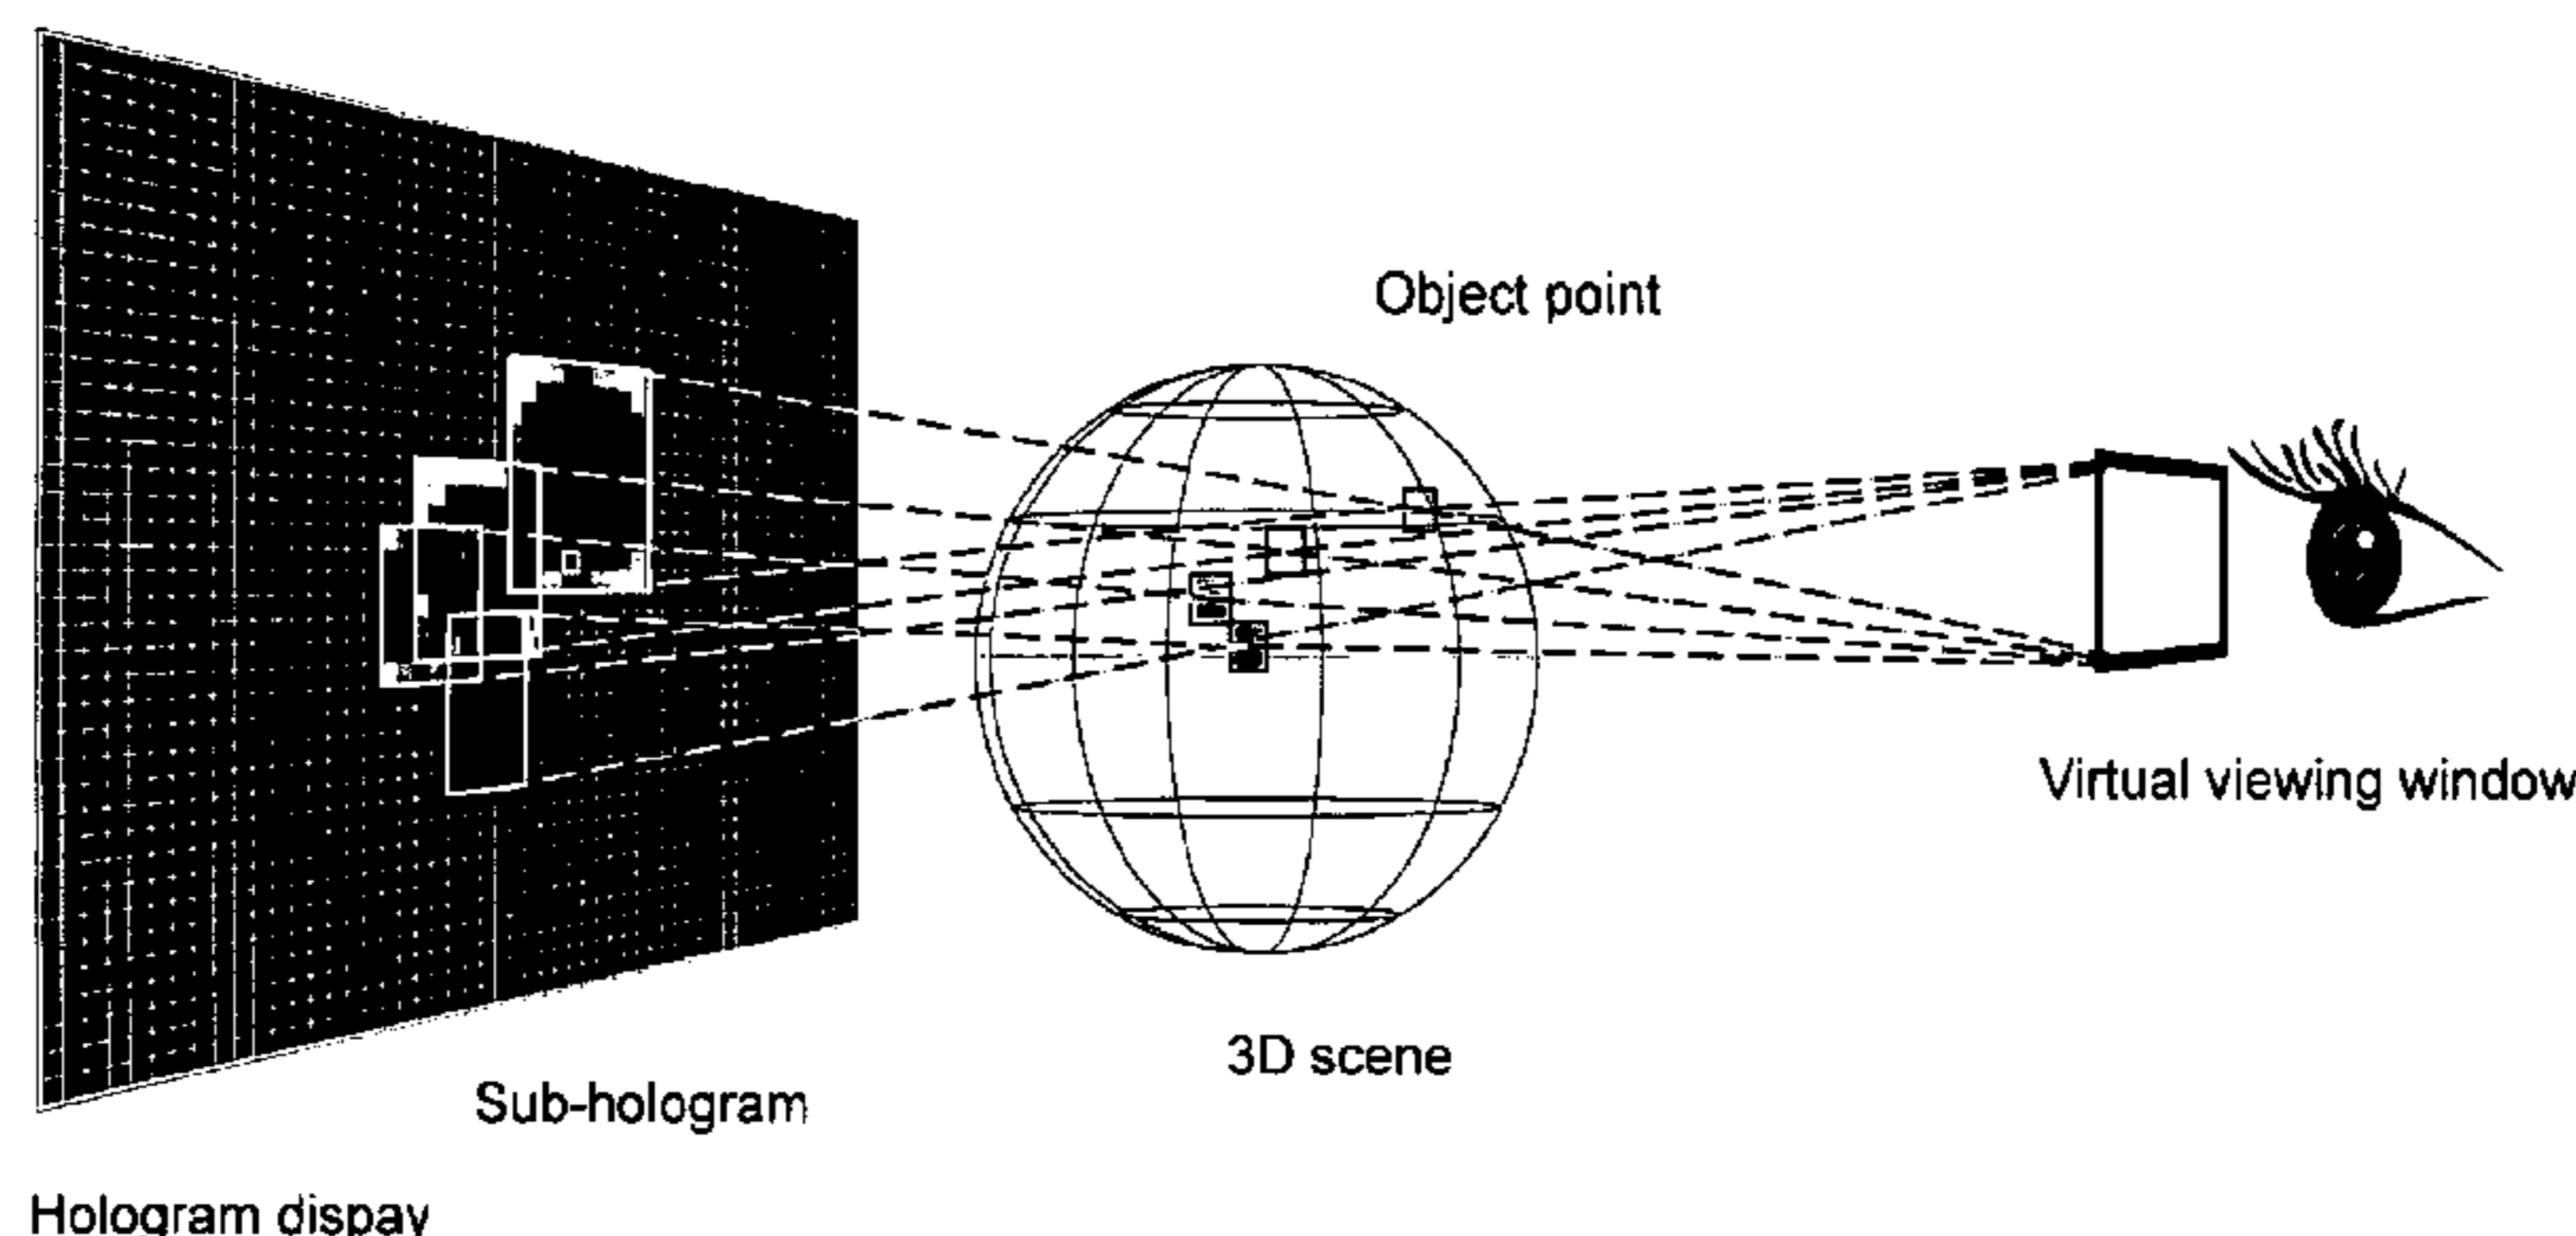 Object point
Virtual viewing window
3D scene
Sub-hologram
Hologram dispay